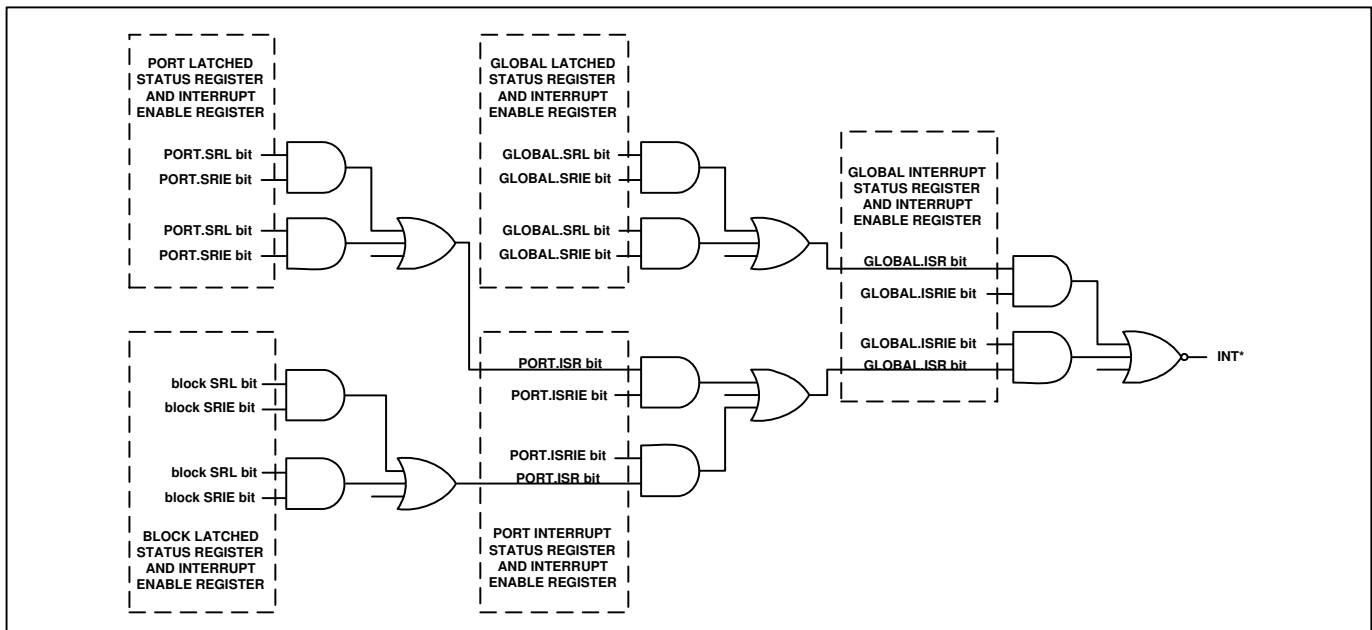 PORT LATCHED
STATUS REGISTER
AND INTERRUPT
ENABLE REGISTER
PORT.SRL bit
PORT.SRIE bit
PORT.SRL bit
PORT.SRIE bit
GLOBAL LATCHED
STATUS REGISTER
AND INTERRUPT
ENABLE REGISTER
GLOBAL.SRL bit
GLOBAL.SRIE bit
GLOBAL.SRL bit
GLOBAL.SRIE bit
GLOBAL INTERRUPT
STATUS REGISTER
AND INTERRUPT
ENABLE REGISTER
GLOBAL.ISR bit
GLOBAL.ISRIE bit
GLOBAL.ISRIE bit
GLOBAL.ISR bit
INT*
block SRL bit
block SRIE bit
block SRL bit
block SRIE bit
BLOCK LATCHED
STATUS REGISTER
AND INTERRUPT
ENABLE REGISTER
PORT.ISR bit
PORT.ISRIE bit
PORT.ISRIE bit
PORT.ISR bit
PORT INTERRUPT
STATUS REGISTER
AND INTERRUPT
ENABLE REGISTER